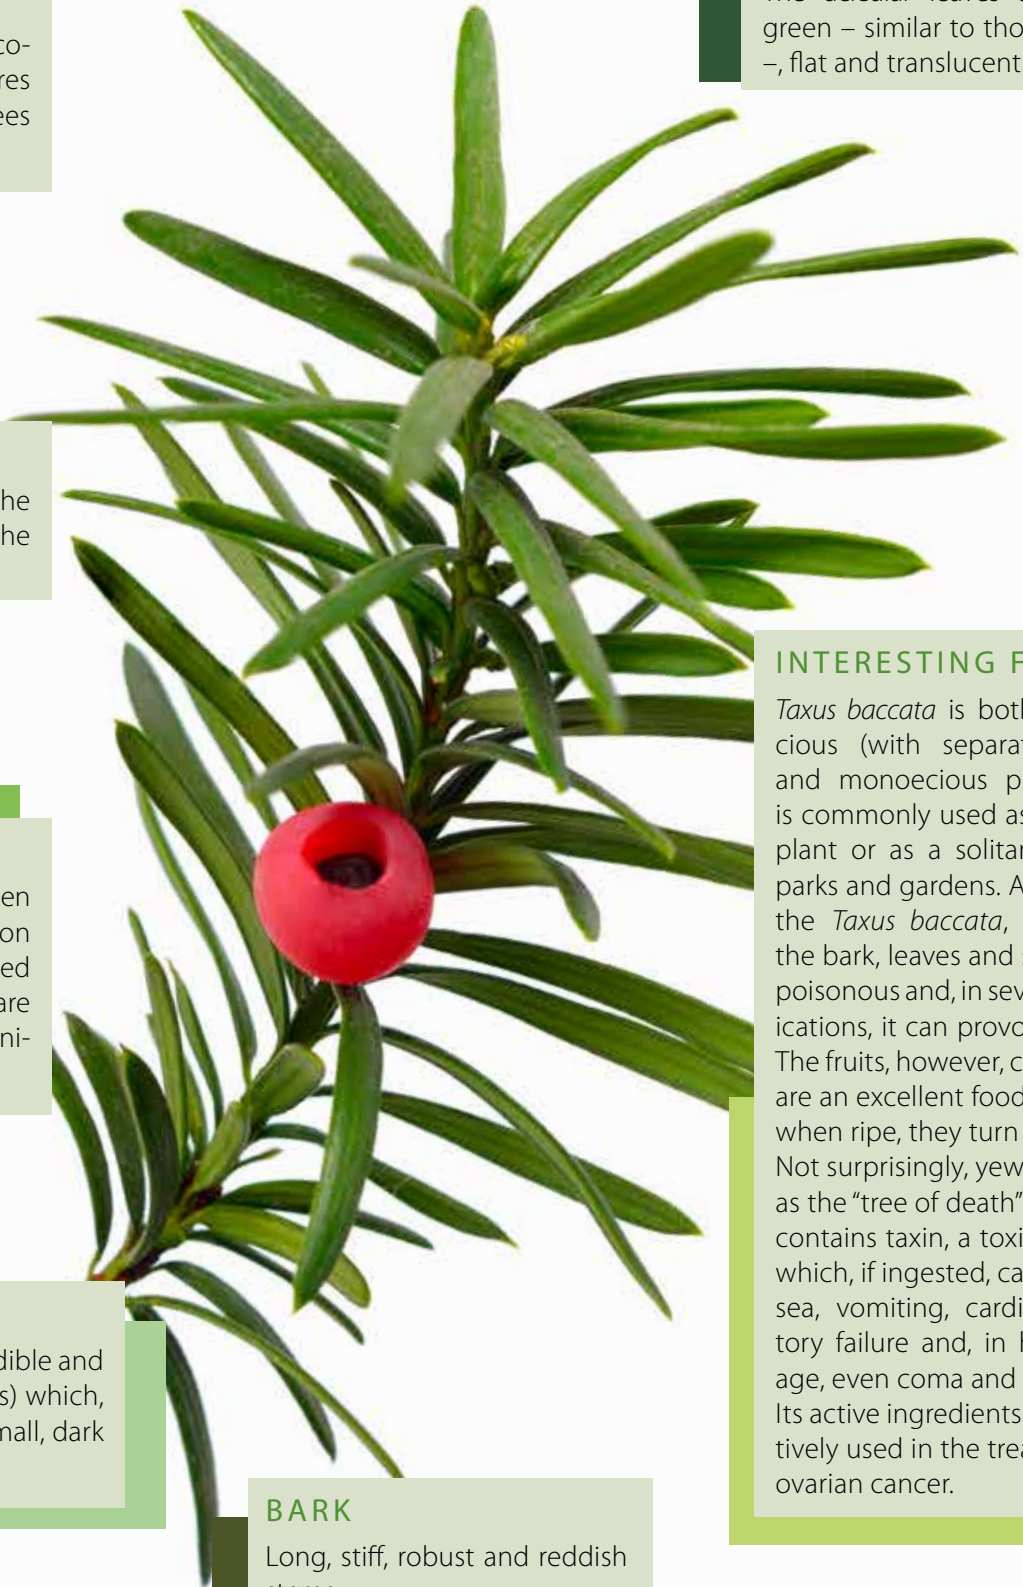 green – similar to tho
–, flat and translucent.
co-
res
ees
he
he
en
on
ed
are
ni-
dible and
s) which,
mall, dark
BARK
Long, stiff, robust and reddish
INTERESTING F
Taxus baccata is both
cious (with separat
and monoecious p
is commonly used as
plant or as a solitar
parks and gardens. A
the Taxus baccata,
the bark, leaves and s
poisonous and, in sev
ications, it can provo
The fruits, however, c
are an excellent food
when ripe, they turn
Not surprisingly, yew
as the “tree of death”
contains taxin, a toxi
which, if ingested, ca
sea, vomiting, cardi
tory failure and, in h
age, even coma and
Its active ingredients
tively used in the trea
ovarian cancer.